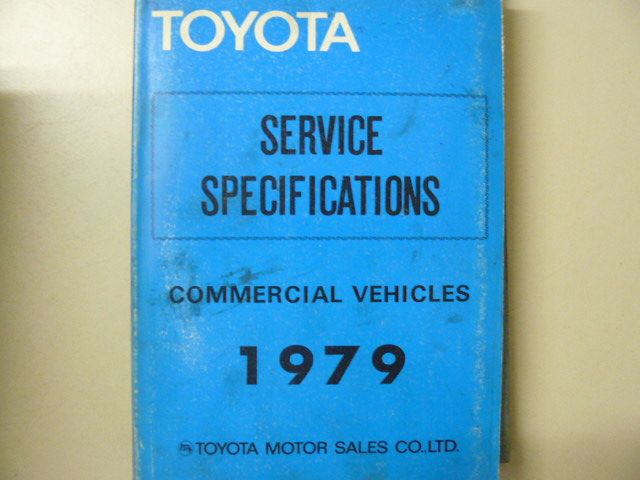 TOYOTA
SERVICE
SPECIFICATIONS
COMMERCIAL VEHICLES
1979
TOYOTA MOTOR SALES CO.,LTD.